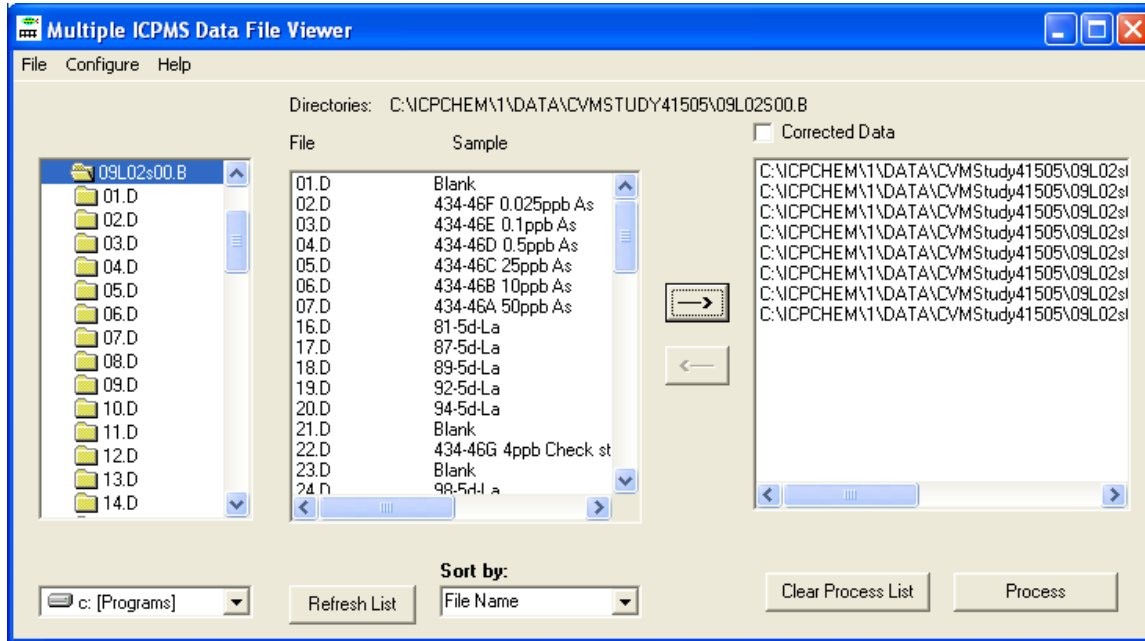 Multiple ICPMS Data File Viewer
File Configure Help
Directories: C:\ICPCHEM\1\DATA\CVMSTUDY41505\09L02S00.B
Corrected Data
File Sample
09L02s00.B
01.D
02.D
03.D
04.D
05.D
06.D
07.D
08.D
09.D
10.D
11.D
12.D
13.D
14.D
01.D Blank
02.D 434-46F 0.025ppb As
03.D 434-46E 0.1ppb As
04.D 434-46D 0.5ppb As
05.D 434-46C 25ppb As
06.D 434-46B 10ppb As
07.D 434-46A 50ppb As
16.D 81-5d-La
17.D 87-5d-La
18.D 89-5d-La
19.D 92-5d-La
20.D 94-5d-La
21.D Blank
22.D 434-46G 4ppb Check st
23.D Blank
24.D 98-5d-La
--->
<---
C:\ICPCHEM\1\DATA\CVMStudy41505\09L02s
C:\ICPCHEM\1\DATA\CVMStudy41505\09L02s
C:\ICPCHEM\1\DATA\CVMStudy41505\09L02s
C:\ICPCHEM\1\DATA\CVMStudy41505\09L02s
C:\ICPCHEM\1\DATA\CVMStudy41505\09L02s
C:\ICPCHEM\1\DATA\CVMStudy41505\09L02s
C:\ICPCHEM\1\DATA\CVMStudy41505\09L02s
C:\ICPCHEM\1\DATA\CVMStudy41505\09L02s
Sort by:
c: [Programs]
Refresh List
File Name
Clear Process List
Process